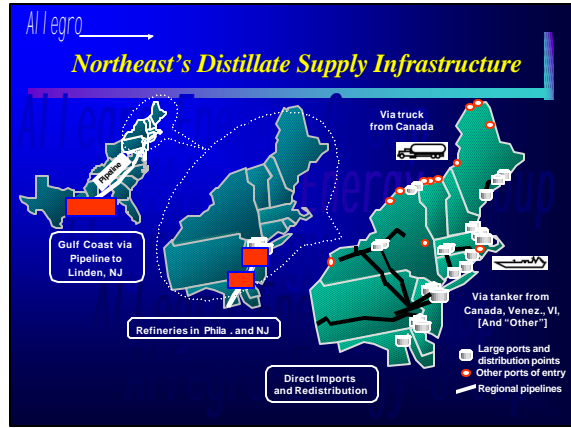 Allegro
Northeast's Distillate Supply Infrastructure
Via truck
from Canada
Pipeline
Gulf Coast via
Pipeline to
Linden, NJ
Refineries in Phila . and NJ
Via tanker from
Canada, Venez., VI,
[And "Other"]
Large ports and
distribution points
Other ports of entry
Regional pipelines
Direct Imports
and Redistribution